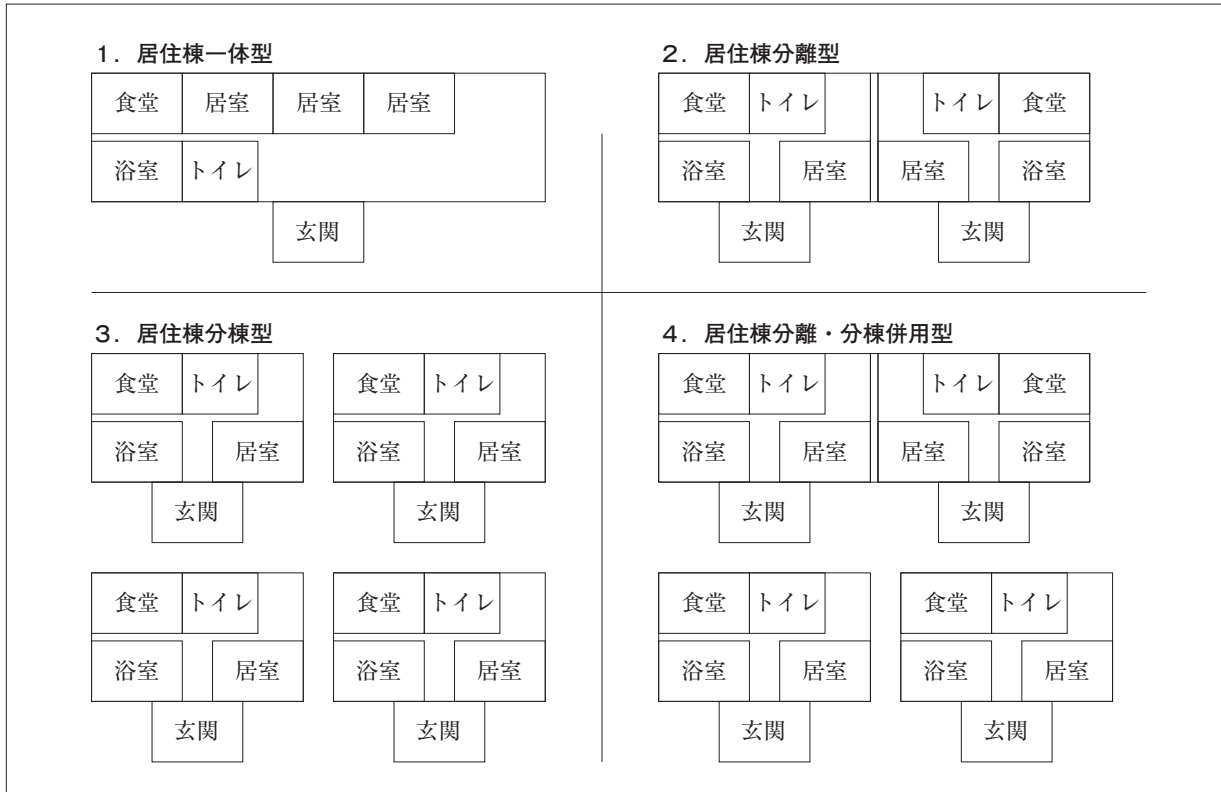 1．居住棟一体型
食堂 居室 居室 居室
浴室 トイレ
玄関
2．居住棟分離型
食堂 トイレ トイレ 食堂
浴室 居室 居室 浴室
玄関 玄関
3．居住棟分棟型
食堂 トイレ 食堂 トイレ
浴室 居室 浴室 居室
玄関 玄関
食堂 トイレ 食堂 トイレ
浴室 居室 浴室 居室
玄関 玄関
4．居住棟分離・分棟併用型
食堂 トイレ トイレ 食堂
浴室 居室 居室 浴室
玄関 玄関
食堂 トイレ 食堂 トイレ
浴室 居室 浴室 居室
玄関 玄関